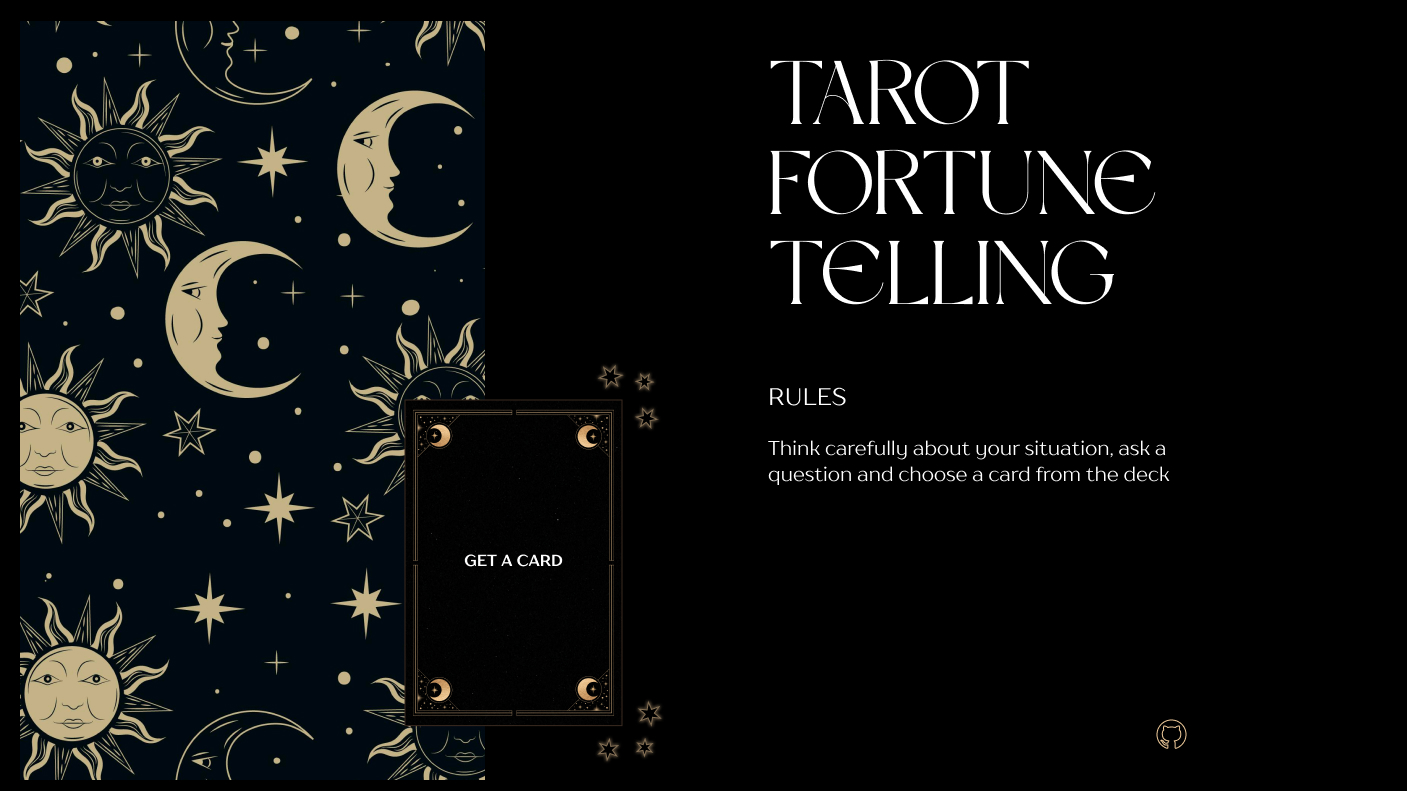 TAROT
FORTUNE
TELLING
RULES
Think carefully about your situation, ask a
question and choose a card from the deck
GET A CARD